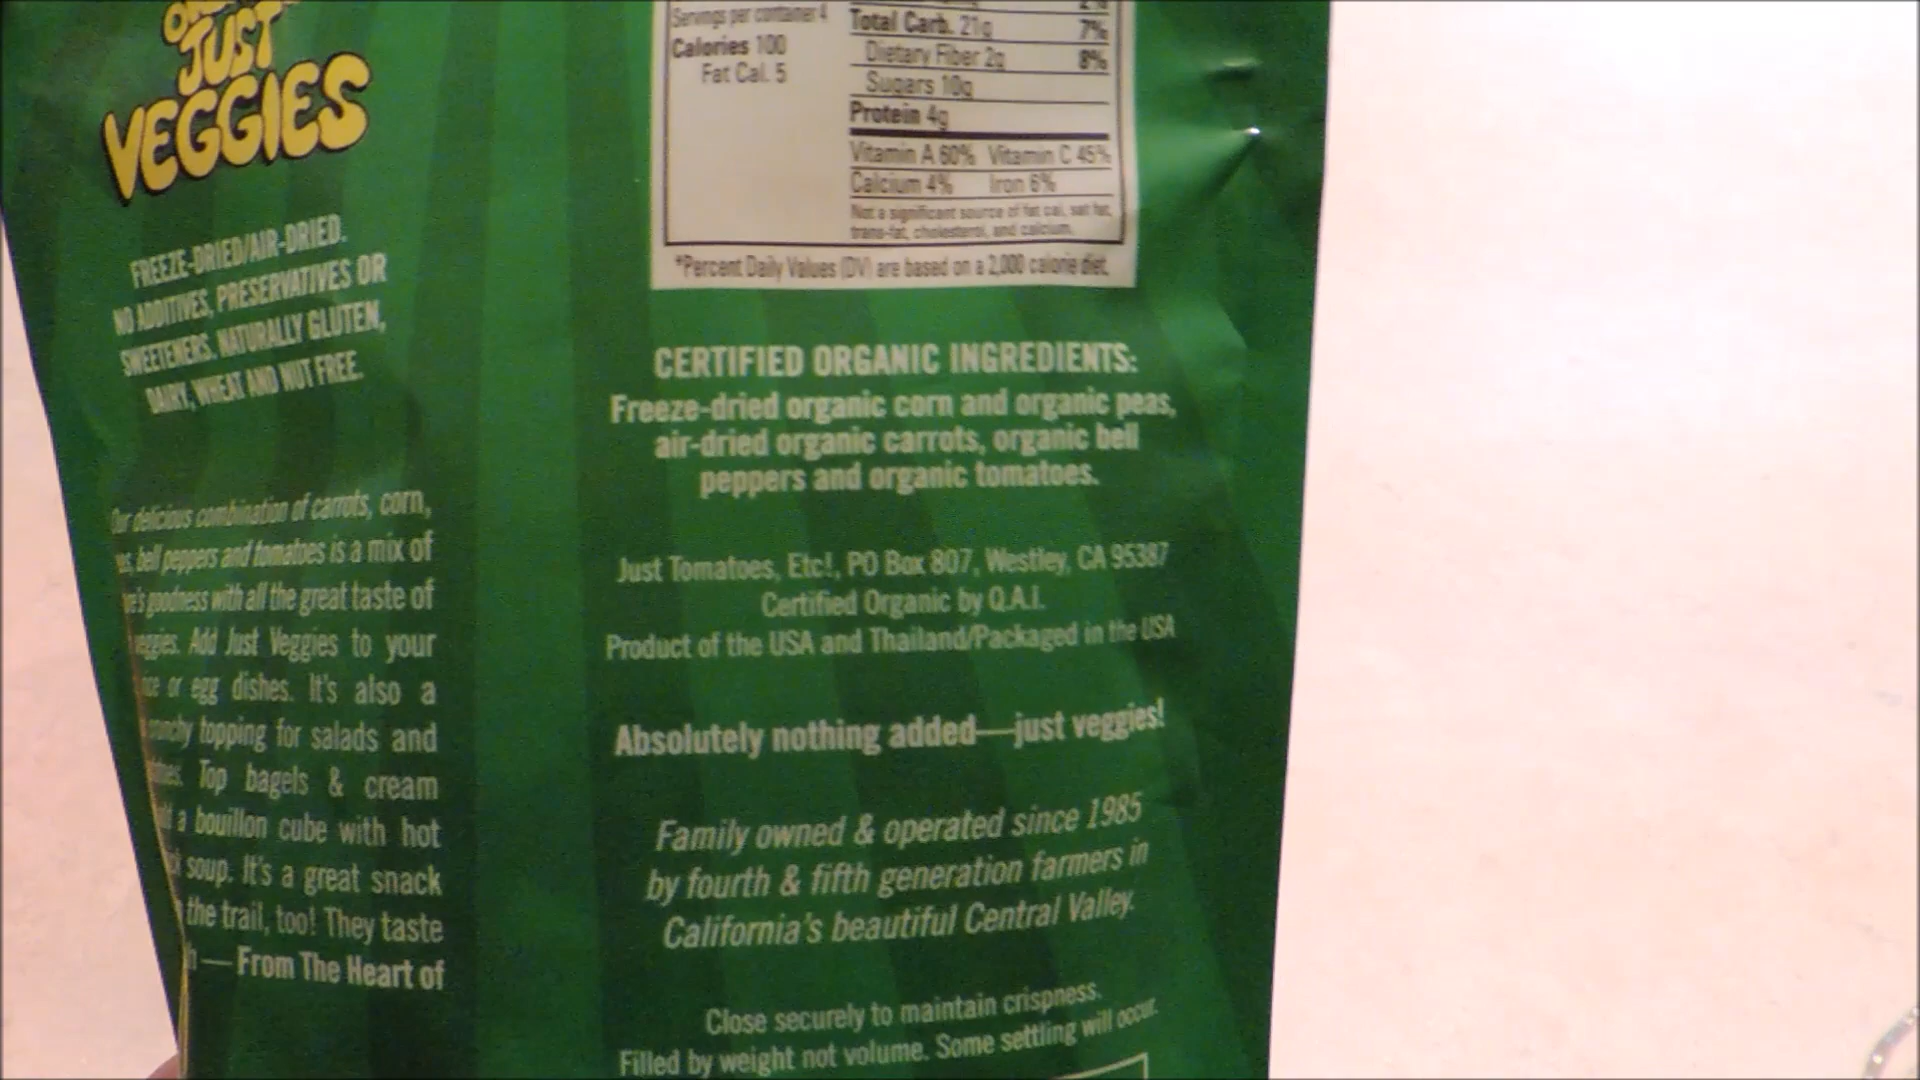 JUST
VEGGIES
FREEZE-DRIED/AIR-DRIED.
NO ADDITIVES, PRESERVATIVES OR
SWEETENERS. NATURALLY GLUTEN,
DAIRY, WHEAT AND NUT FREE.
Our delicious combination of carrots, corn,
bell peppers and tomatoes is a mix of
goodness with all the great taste of
veggies. Add Just Veggies to your
or egg dishes. It's also a
crunchy topping for salads and
Top bagels & cream
a bouillon cube with hot
soup. It's a great snack
the trail, too! They taste
—From The Heart of
Servings per container 4
Calories 100
Fat Cal. 5
Total Carb. 21g 7%
Dietary Fiber 2g 8%
Sugars 10g
Protein 4g
Vitamin A 60% Vitamin C 45%
Calcium 4% Iron 6%
Not a significant source of fat cal, sat fat,
trans-fat, cholesterol, and calcium.
*Percent Daily Values (DV) are based on a 2,000 calorie diet.
CERTIFIED ORGANIC INGREDIENTS:
Freeze-dried organic corn and organic peas,
air-dried organic carrots, organic bell
peppers and organic tomatoes.
Just Tomatoes, Etc!, PO Box 807, Westley, CA 95387
Certified Organic by Q.A.I.
Product of the USA and Thailand/Packaged in the USA
Absolutely nothing added—just veggies!
Family owned & operated since 1985
by fourth & fifth generation farmers in
California's beautiful Central Valley.
Close securely to maintain crispness.
Filled by weight not volume. Some settling will occur.